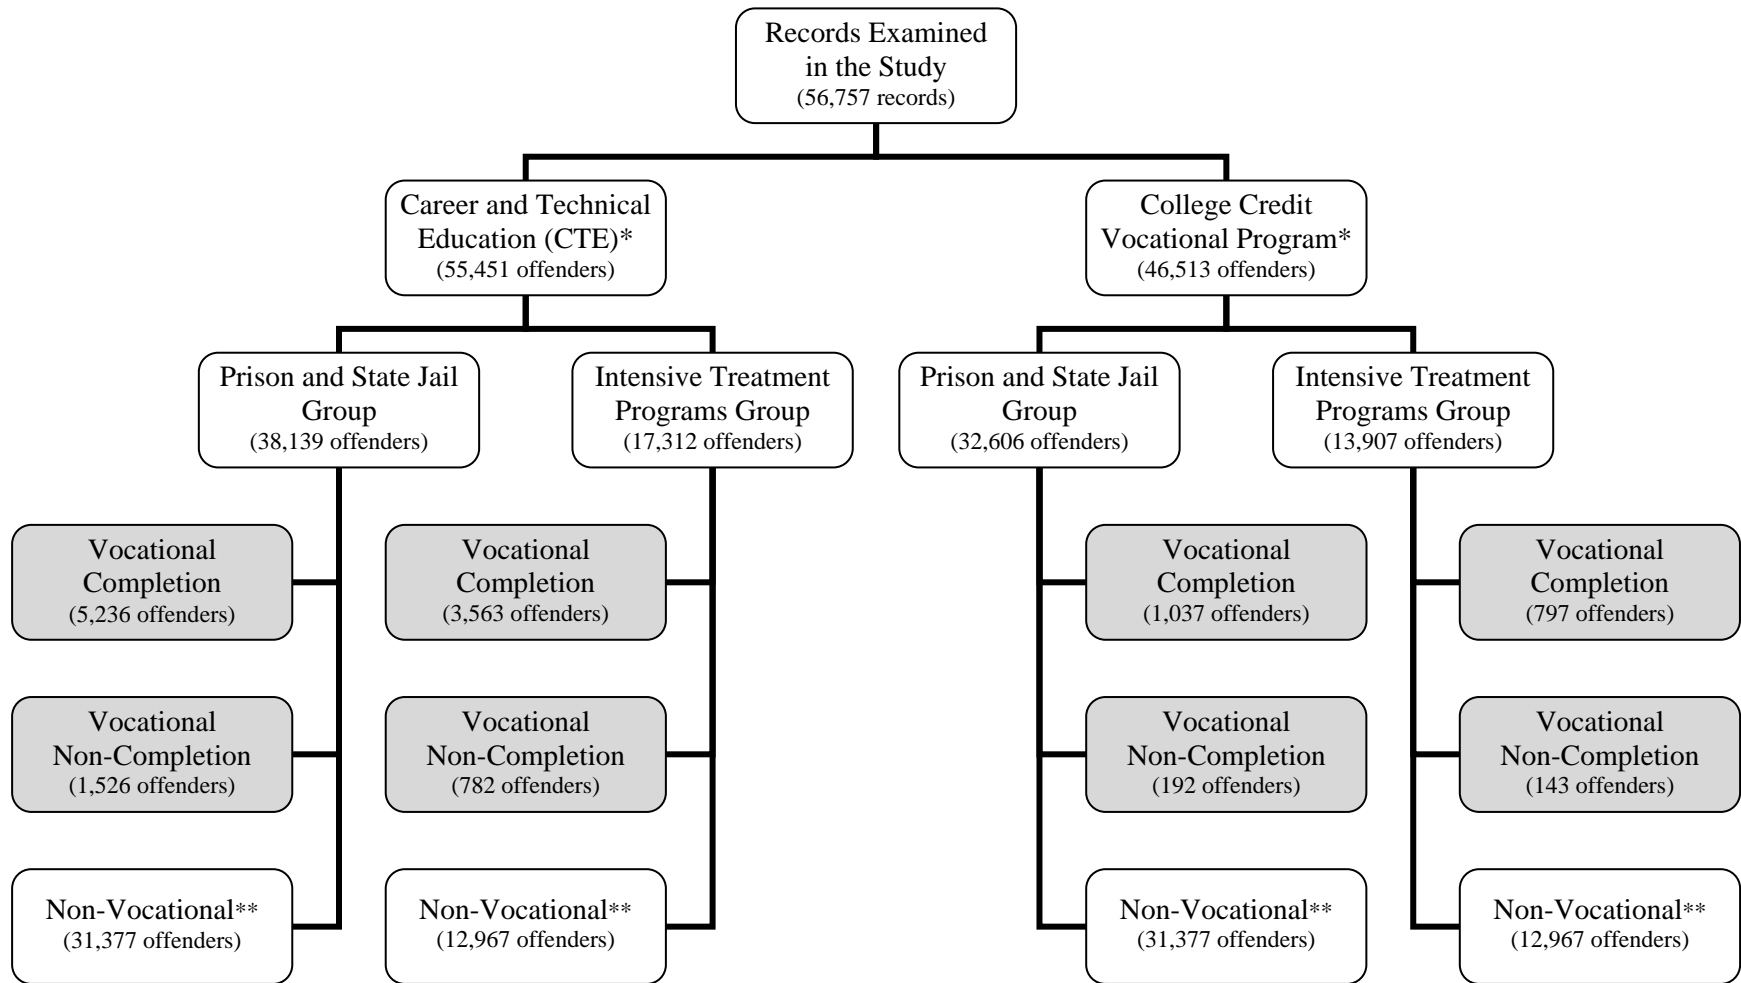 Records Examined
in the Study
(56,757 records)
Career and Technical
Education (CTE)*
(55,451 offenders)
College Credit
Vocational Program*
(46,513 offenders)
Prison and State Jail
Group
(38,139 offenders)
Intensive Treatment
Programs Group
(17,312 offenders)
Prison and State Jail
Group
(32,606 offenders)
Intensive Treatment
Programs Group
(13,907 offenders)
Vocational
Completion
(5,236 offenders)
Vocational
Completion
(3,563 offenders)
Vocational
Completion
(1,037 offenders)
Vocational
Completion
(797 offenders)
Vocational
Non-Completion
(1,526 offenders)
Vocational
Non-Completion
(782 offenders)
Vocational
Non-Completion
(192 offenders)
Vocational
Non-Completion
(143 offenders)
Non-Vocational**
(31,377 offenders)
Non-Vocational**
(12,967 offenders)
Non-Vocational**
(31,377 offenders)
Non-Vocational**
(12,967 offenders)